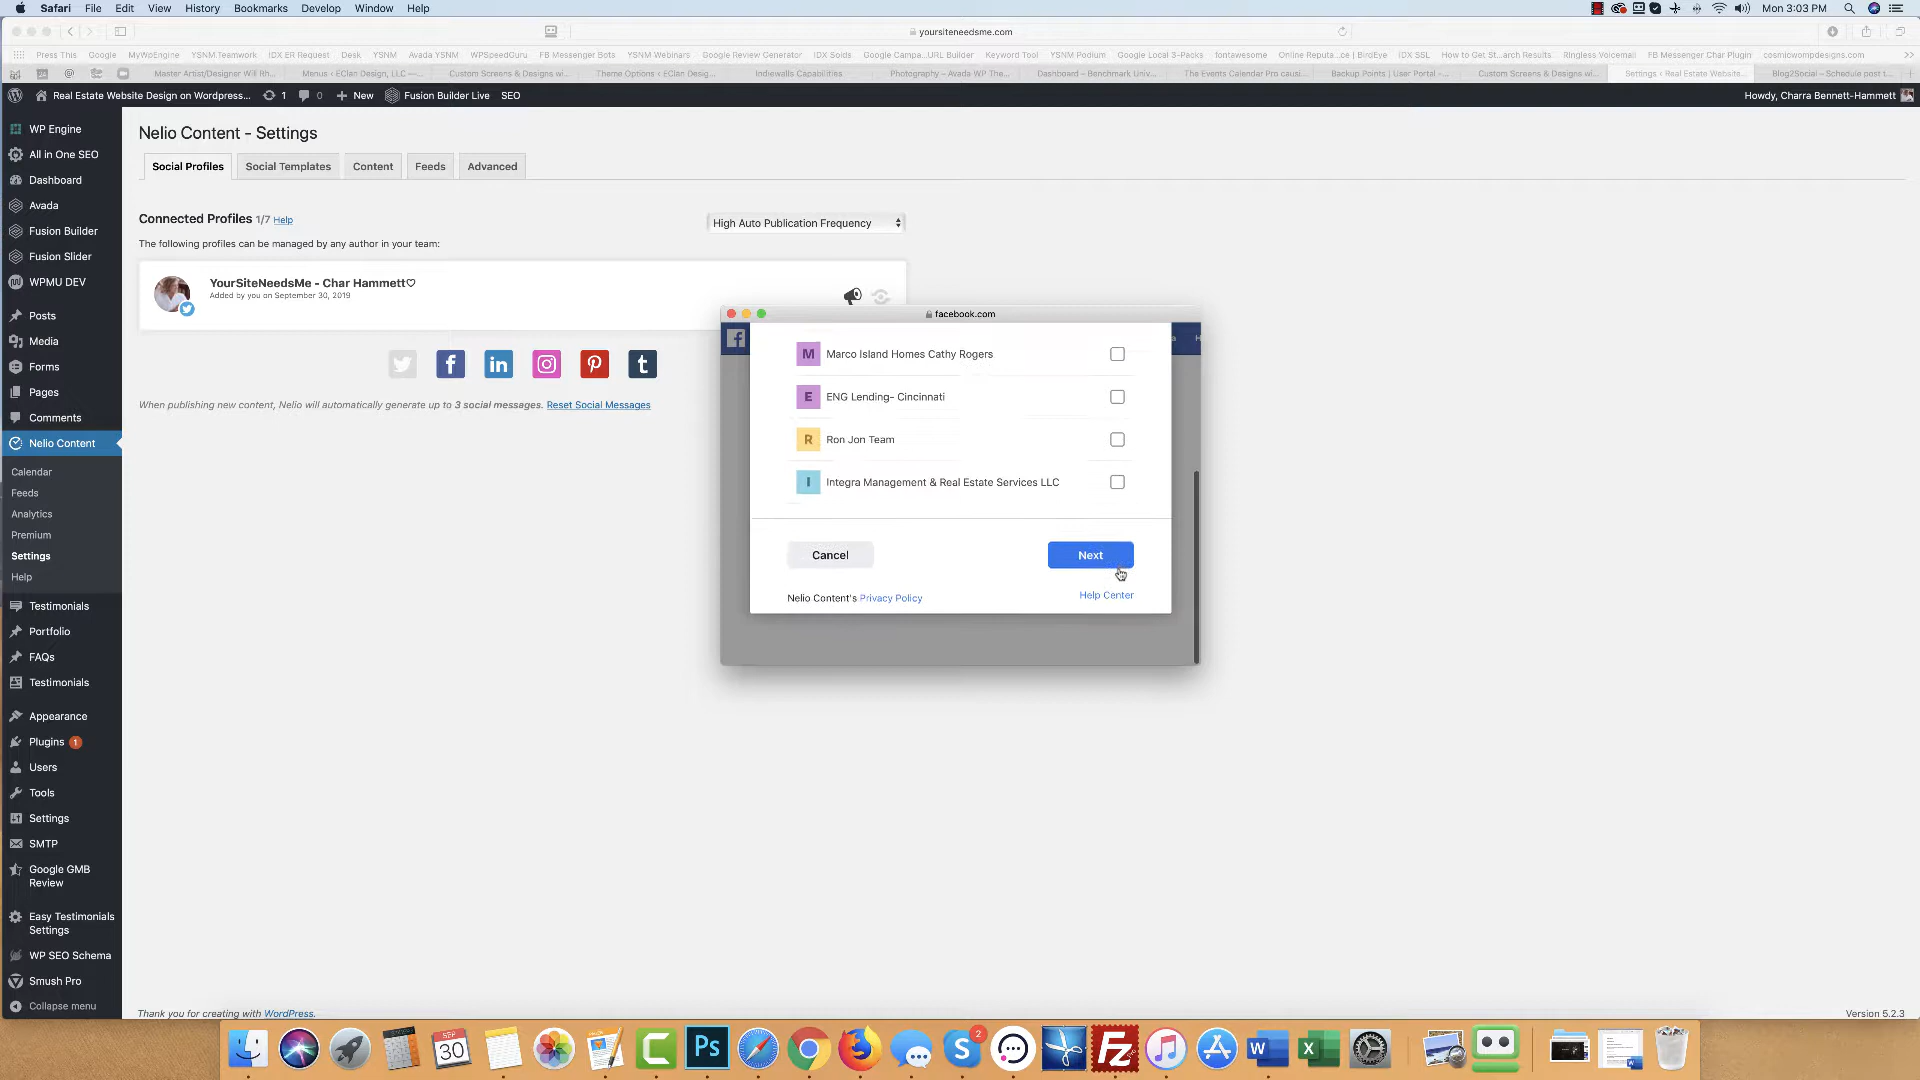 Safari File Edit View History Bookmarks Develop Window Help Mon 3:03 PM
yoursiteneedsme.com
Press This Google MyWpEngine YSNM Teamwork IDX ER Request Desk YSNM Avada YSNM WPSpeedGuru FB Messenger Bots YSNM Webinars Google Review Generator IDX Solds Google Campa...URL Builder Keyword Tool YSNM Podium Google Local 3-Packs fontawesome Online Reputa...ce | BirdEye IDX SSL How to Get St...arch Results Ringless Voicemail FB Messenger Char Plugin cosmicwompdesigns.com
Master Artist/Designer Will Rh... Menus ‹ EClan Design, LLC —... Custom Screens & Designs wi... Theme Options ‹ EClan Desig... Indewalls Capabilities Photography – Avada WP The... Dashboard – Benchmark Univ... The Events Calendar Pro causi... Backup Points | User Portal -... Custom Screens & Designs wi... Settings ‹ Real Estate Website... Blog2Social – Schedule post t...
Real Estate Website Design on Wordpress... 1 0 New Fusion Builder Live SEO Howdy, Charra Bennett-Hammett
WP Engine
All in One SEO
Dashboard
Avada
Fusion Builder
Fusion Slider
WPMU DEV
Posts
Media
Forms
Pages
Comments
Nelio Content
Calendar
Feeds
Analytics
Premium
Settings
Help
Testimonials
Portfolio
FAQs
Testimonials
Appearance
Plugins 1
Users
Tools
Settings
SMTP
Google GMB
Review
Easy Testimonials
Settings
WP SEO Schema
Smush Pro
Collapse menu
Nelio Content - Settings
Social Profiles Social Templates Content Feeds Advanced
Connected Profiles 1/7 Help
High Auto Publication Frequency
The following profiles can be managed by any author in your team:
YourSiteNeedsMe - Char Hammett♡
Added by you on September 30, 2019
When publishing new content, Nelio will automatically generate up to 3 social messages. Reset Social Messages
facebook.com
M Marco Island Homes Cathy Rogers
E ENG Lending- Cincinnati
R Ron Jon Team
I Integra Management & Real Estate Services LLC
Cancel Next
Nelio Content's Privacy Policy Help Center
Thank you for creating with WordPress. Version 5.2.3
SEP
30
Ps
2